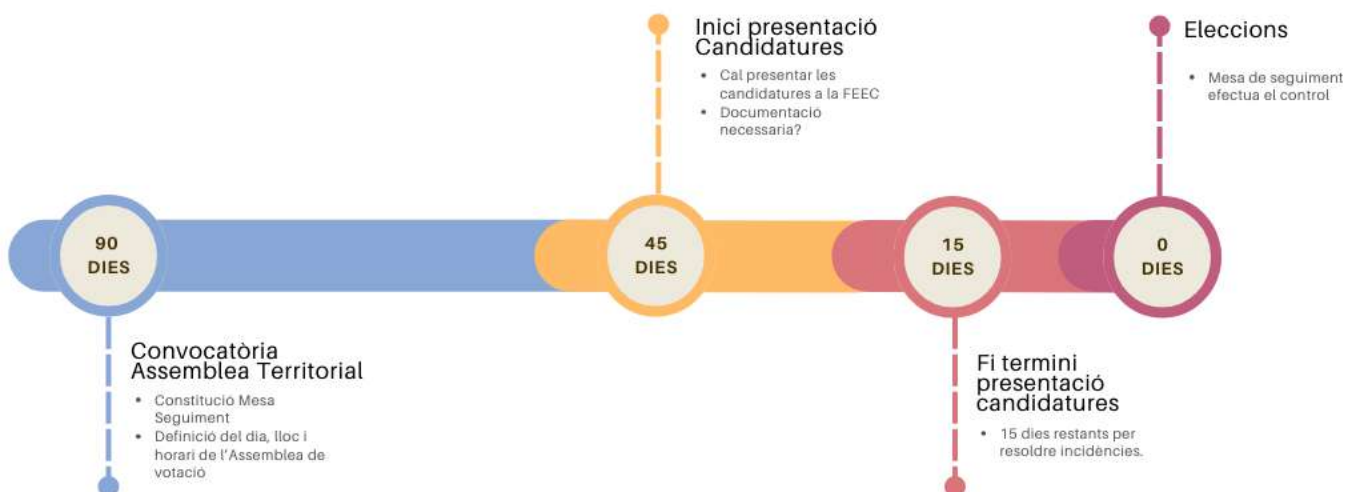 Inici presentació
Candidatures
• Cal presentar les
candidatures a la FEEC
• Documentació
necessaria?
Eleccions
• Mesa de seguiment
efectua el control
90
DIES
45
DIES
15
DIES
0
DIES
Convocatòria
Assemblea Territorial
• Constitució Mesa
Seguiment
• Definició del dia, lloc i
horari de l'Assemblea de
votació
Fi termini
presentació
candidatures
• 15 dies restants per
resoldre incidències.